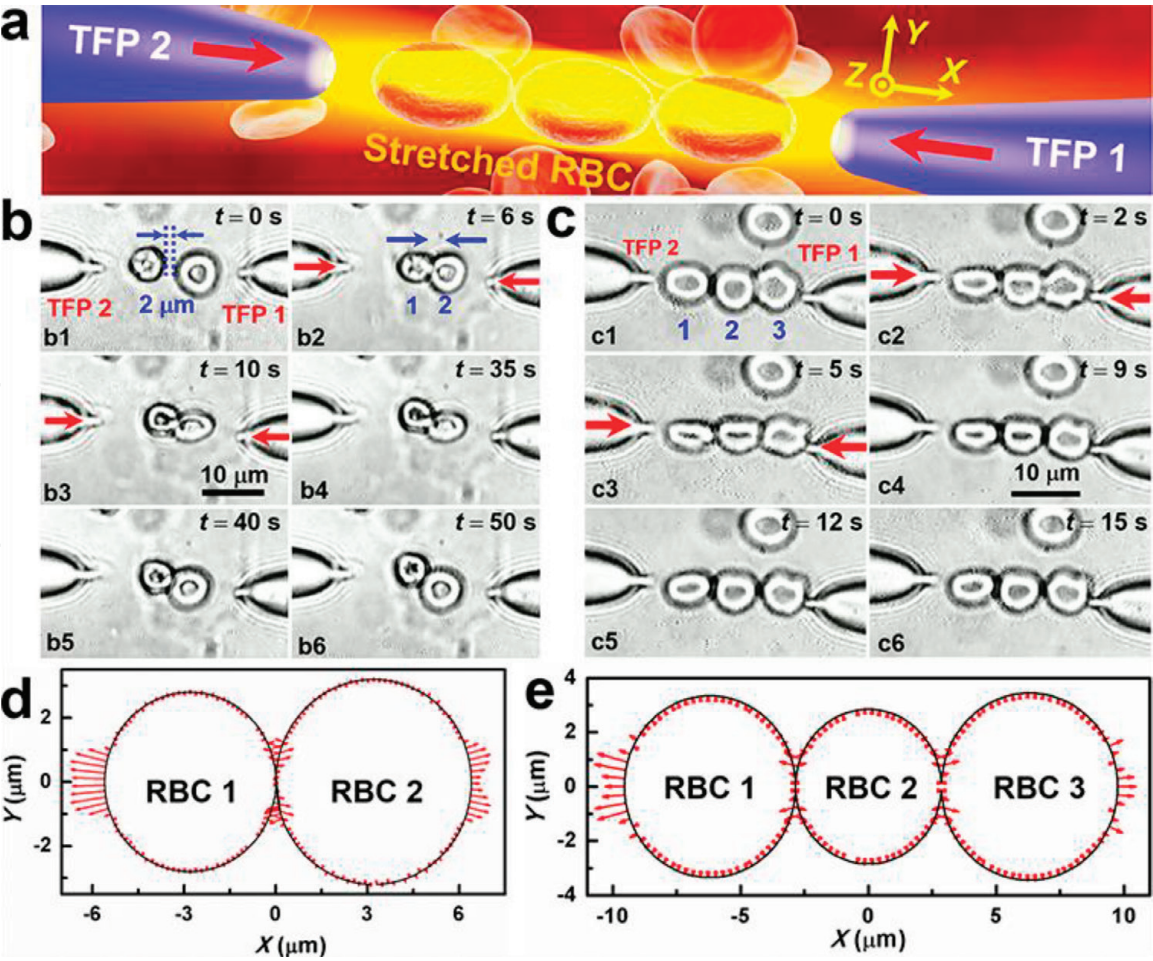 a
TFP 2
Y
Z
X
Stretched RBC
TFP 1
b
t = 0 s
TFP 2
2 μm
TFP 1
b1
t = 6 s
1 2
b2
t = 10 s
10 μm
b3
t = 35 s
b4
t = 40 s
b5
t = 50 s
b6
c
t = 0 s
TFP 2
TFP 1
1 2 3
c1
t = 2 s
c2
t = 5 s
c3
t = 9 s
10 μm
c4
t = 12 s
c5
t = 15 s
c6
d
Y (μm)
2
0
-2
RBC 1
RBC 2
-6 -3 0 3 6
X (μm)
e
Y (μm)
4
2
0
-2
-4
RBC 1
RBC 2
RBC 3
-10 -5 0 5 10
X (μm)